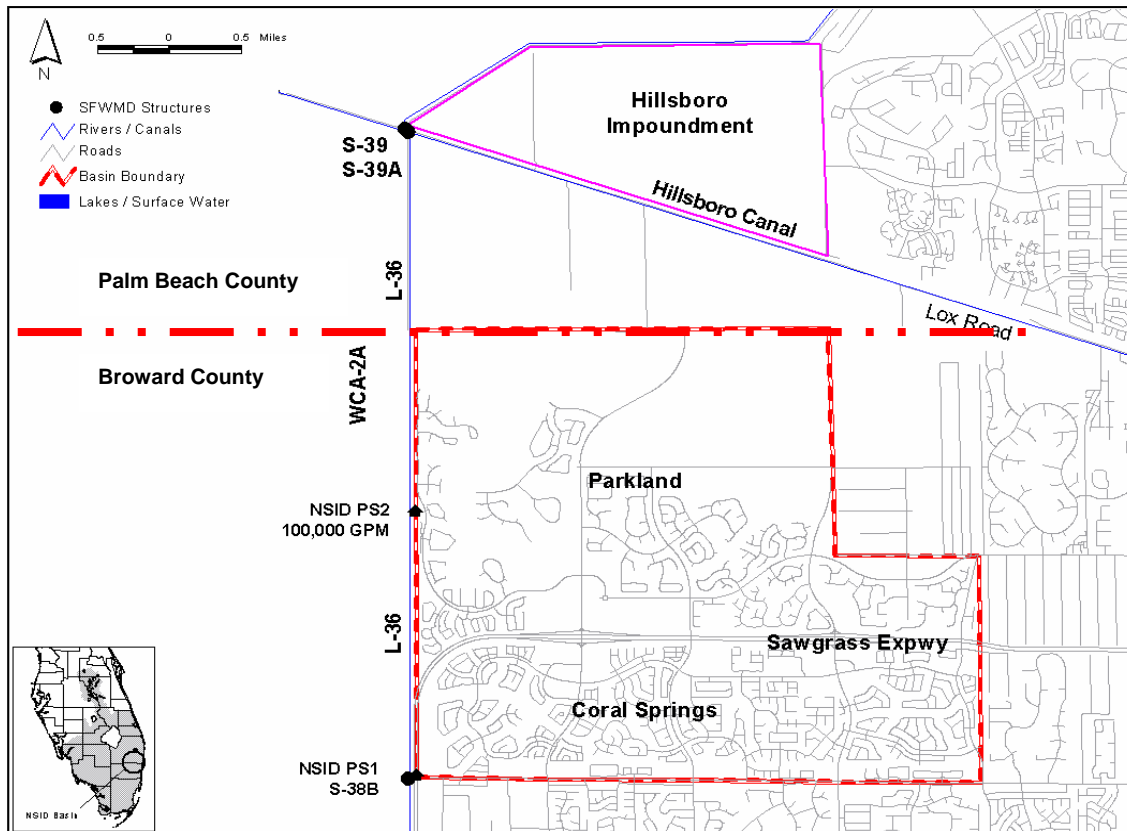 0.5 0 0.5 Miles
N
SFWMD Structures
Rivers / Canals
Roads
Basin Boundary
Lakes / Surface Water
Hillsboro
Impoundment
S-39
S-39A
Hillsboro Canal
L-36
Palm Beach County
Lox Road
Broward County
WCA-2A
Parkland
NSID PS2
100,000 GPM
L-36
Sawgrass Expwy
Coral Springs
NSID PS1
S-38B
NSID Basin